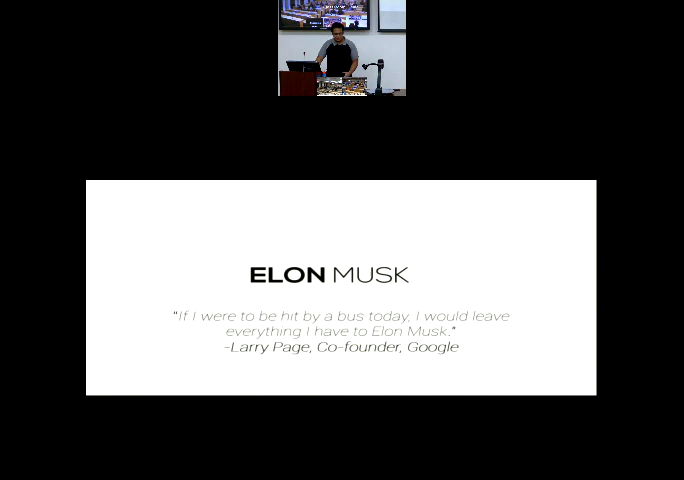 ELON MUSK
"If I were to be hit by a bus today, I would leave
everything I have to Elon Musk."
-Larry Page, Co-founder, Google